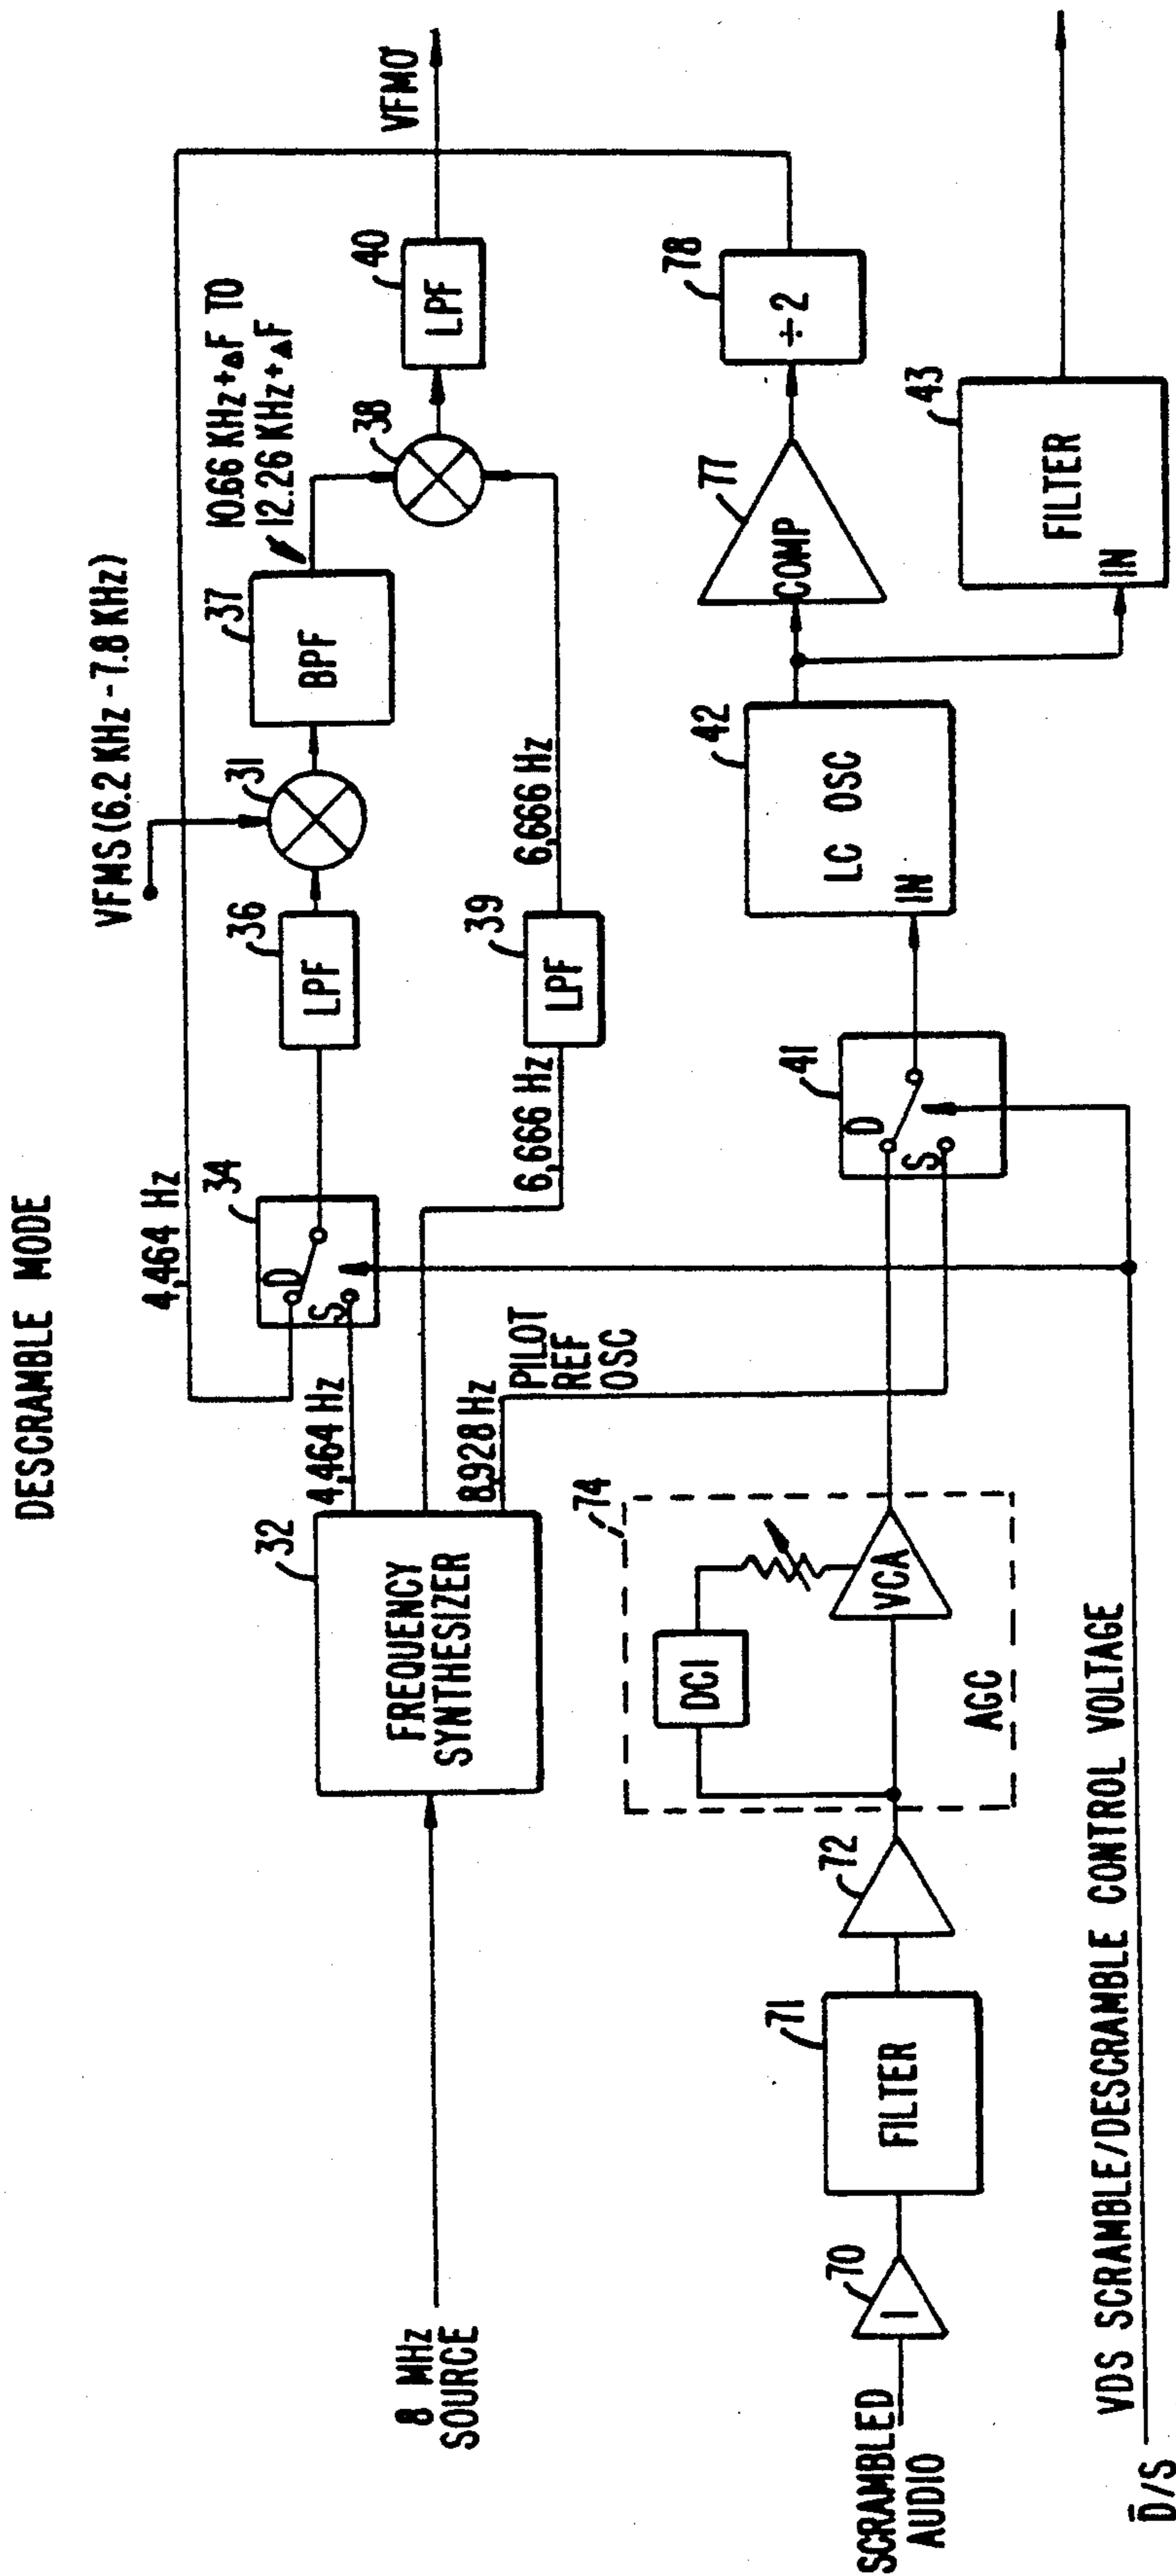 DESCRAMBLE MODE
VFMS (6.2 KHz - 7.8 KHz)
4,464 Hz
34
D
S
36
LPF
31
37
BPF
10.66 KHz+ΔF TO
12.26 KHz+ΔF
38
40
LPF
VFMO
8 MHz
SOURCE
32
FREQUENCY
SYNTHESIZER
4,464 Hz
6,666 Hz
39
LPF
6,666 Hz
8,928 Hz
PILOT
REF
OSC
74
DCI
VCA
AGC
SCRAMBLED
AUDIO
70
I
71
FILTER
72
41
D
S
42
LC OSC
IN
77
COMP
78
÷2
43
FILTER
IN
D̄/S
VDS SCRAMBLE/DESCRAMBLE CONTROL VOLTAGE